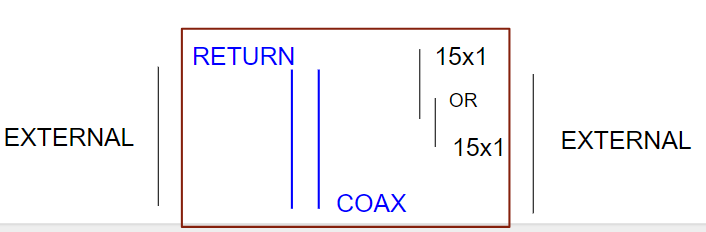 RETURN
15x1
OR
EXTERNAL
15x1
EXTERNAL
COAX